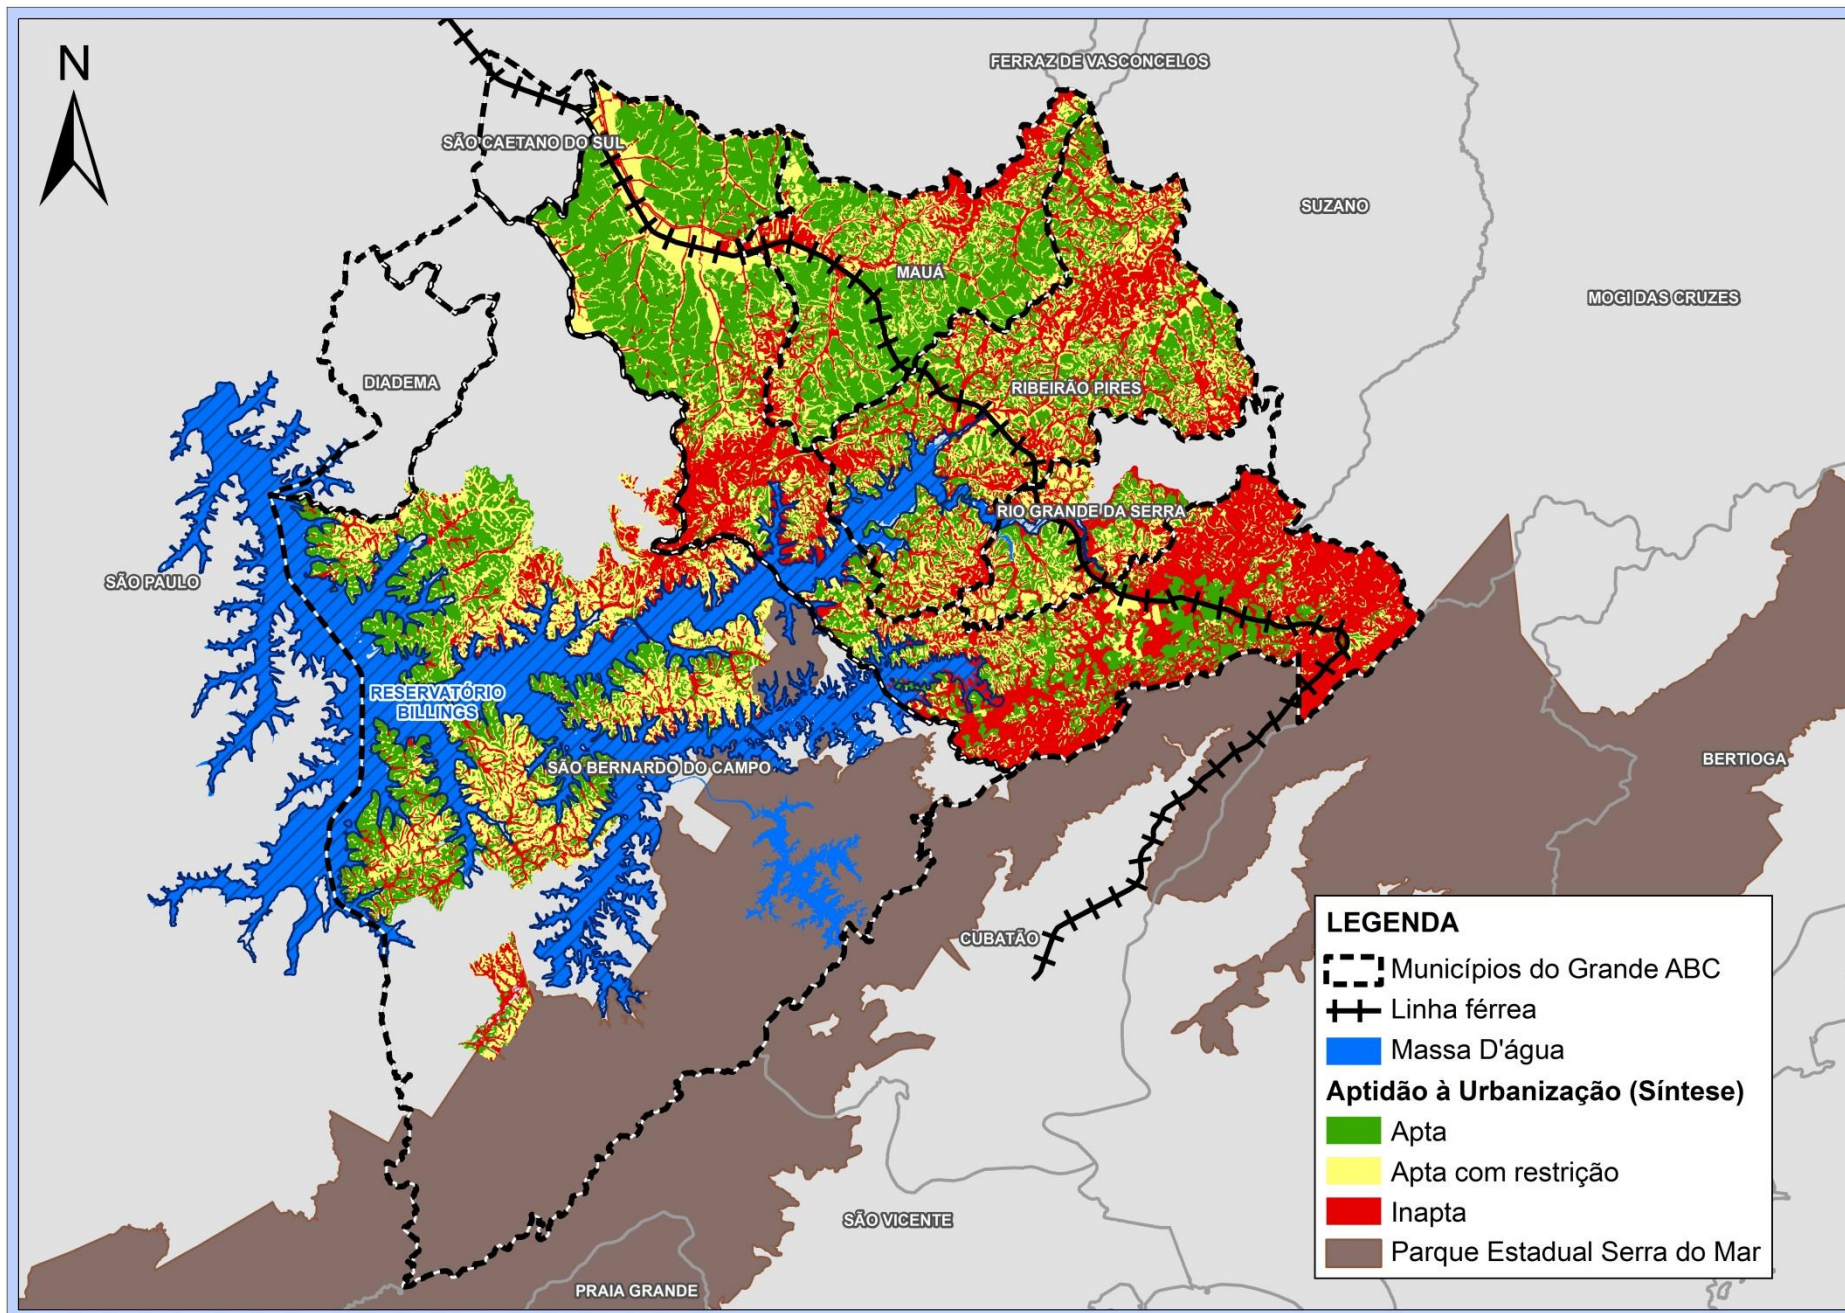 N
FERRAZ DE VASCONCELOS
SÃO CAETANO DO SUL
SUZANO
MAUÁ
MOGI DAS CRUZES
DIADEMA
RIBEIRÃO PIRES
RIO GRANDE DA SERRA
SÃO PAULO
RESERVATÓRIO
BILLINGS
SÃO BERNARDO DO CAMPO
BERTIOGA
CUBATÃO
SÃO VICENTE
PRAIA GRANDE
LEGENDA
Municípios do Grande ABC
Linha férrea
Massa D'água
Aptidão à Urbanização (Síntese)
Apta
Apta com restrição
Inapta
Parque Estadual Serra do Mar